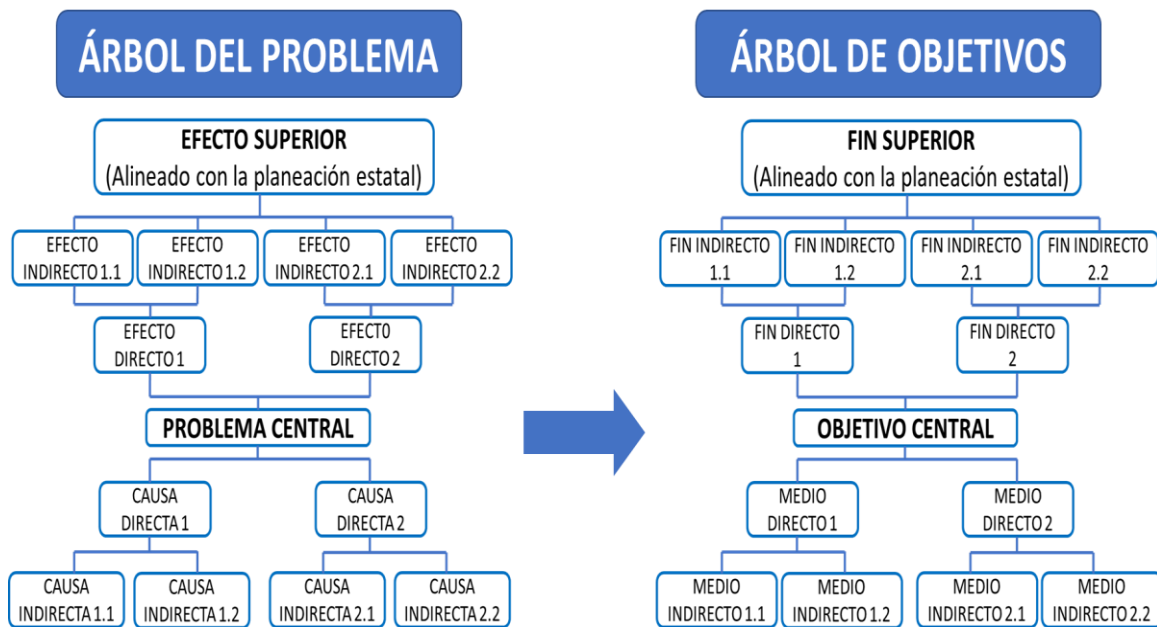 ÁRBOL DEL PROBLEMA
EFECTO SUPERIOR
(Alineado con la planeación estatal)
EFECTO
INDIRECTO 1.1
EFECTO
INDIRECTO 1.2
EFECTO
INDIRECTO 2.1
EFECTO
INDIRECTO 2.2
EFECTO
DIRECTO 1
EFECT0
DIRECTO 2
PROBLEMA CENTRAL
CAUSA
DIRECTA 1
CAUSA
DIRECTA 2
CAUSA
INDIRECTA 1.1
CAUSA
INDIRECTA 1.2
CAUSA
INDIRECTA 2.1
CAUSA
INDIRECTA 2.2
ÁRBOL DE OBJETIVOS
FIN SUPERIOR
(Alineado con la planeación estatal)
FIN INDIRECTO
1.1
FIN INDIRECTO
1.2
FIN INDIRECTO
2.1
FIN INDIRECTO
2.2
FIN DIRECTO
1
FIN DIRECTO
2
OBJETIVO CENTRAL
MEDIO
DIRECTO 1
MEDIO
DIRECTO 2
MEDIO
INDIRECTO 1.1
MEDIO
INDIRECTO 1.2
MEDIO
INDIRECTO 2.1
MEDIO
INDIRECTO 2.2